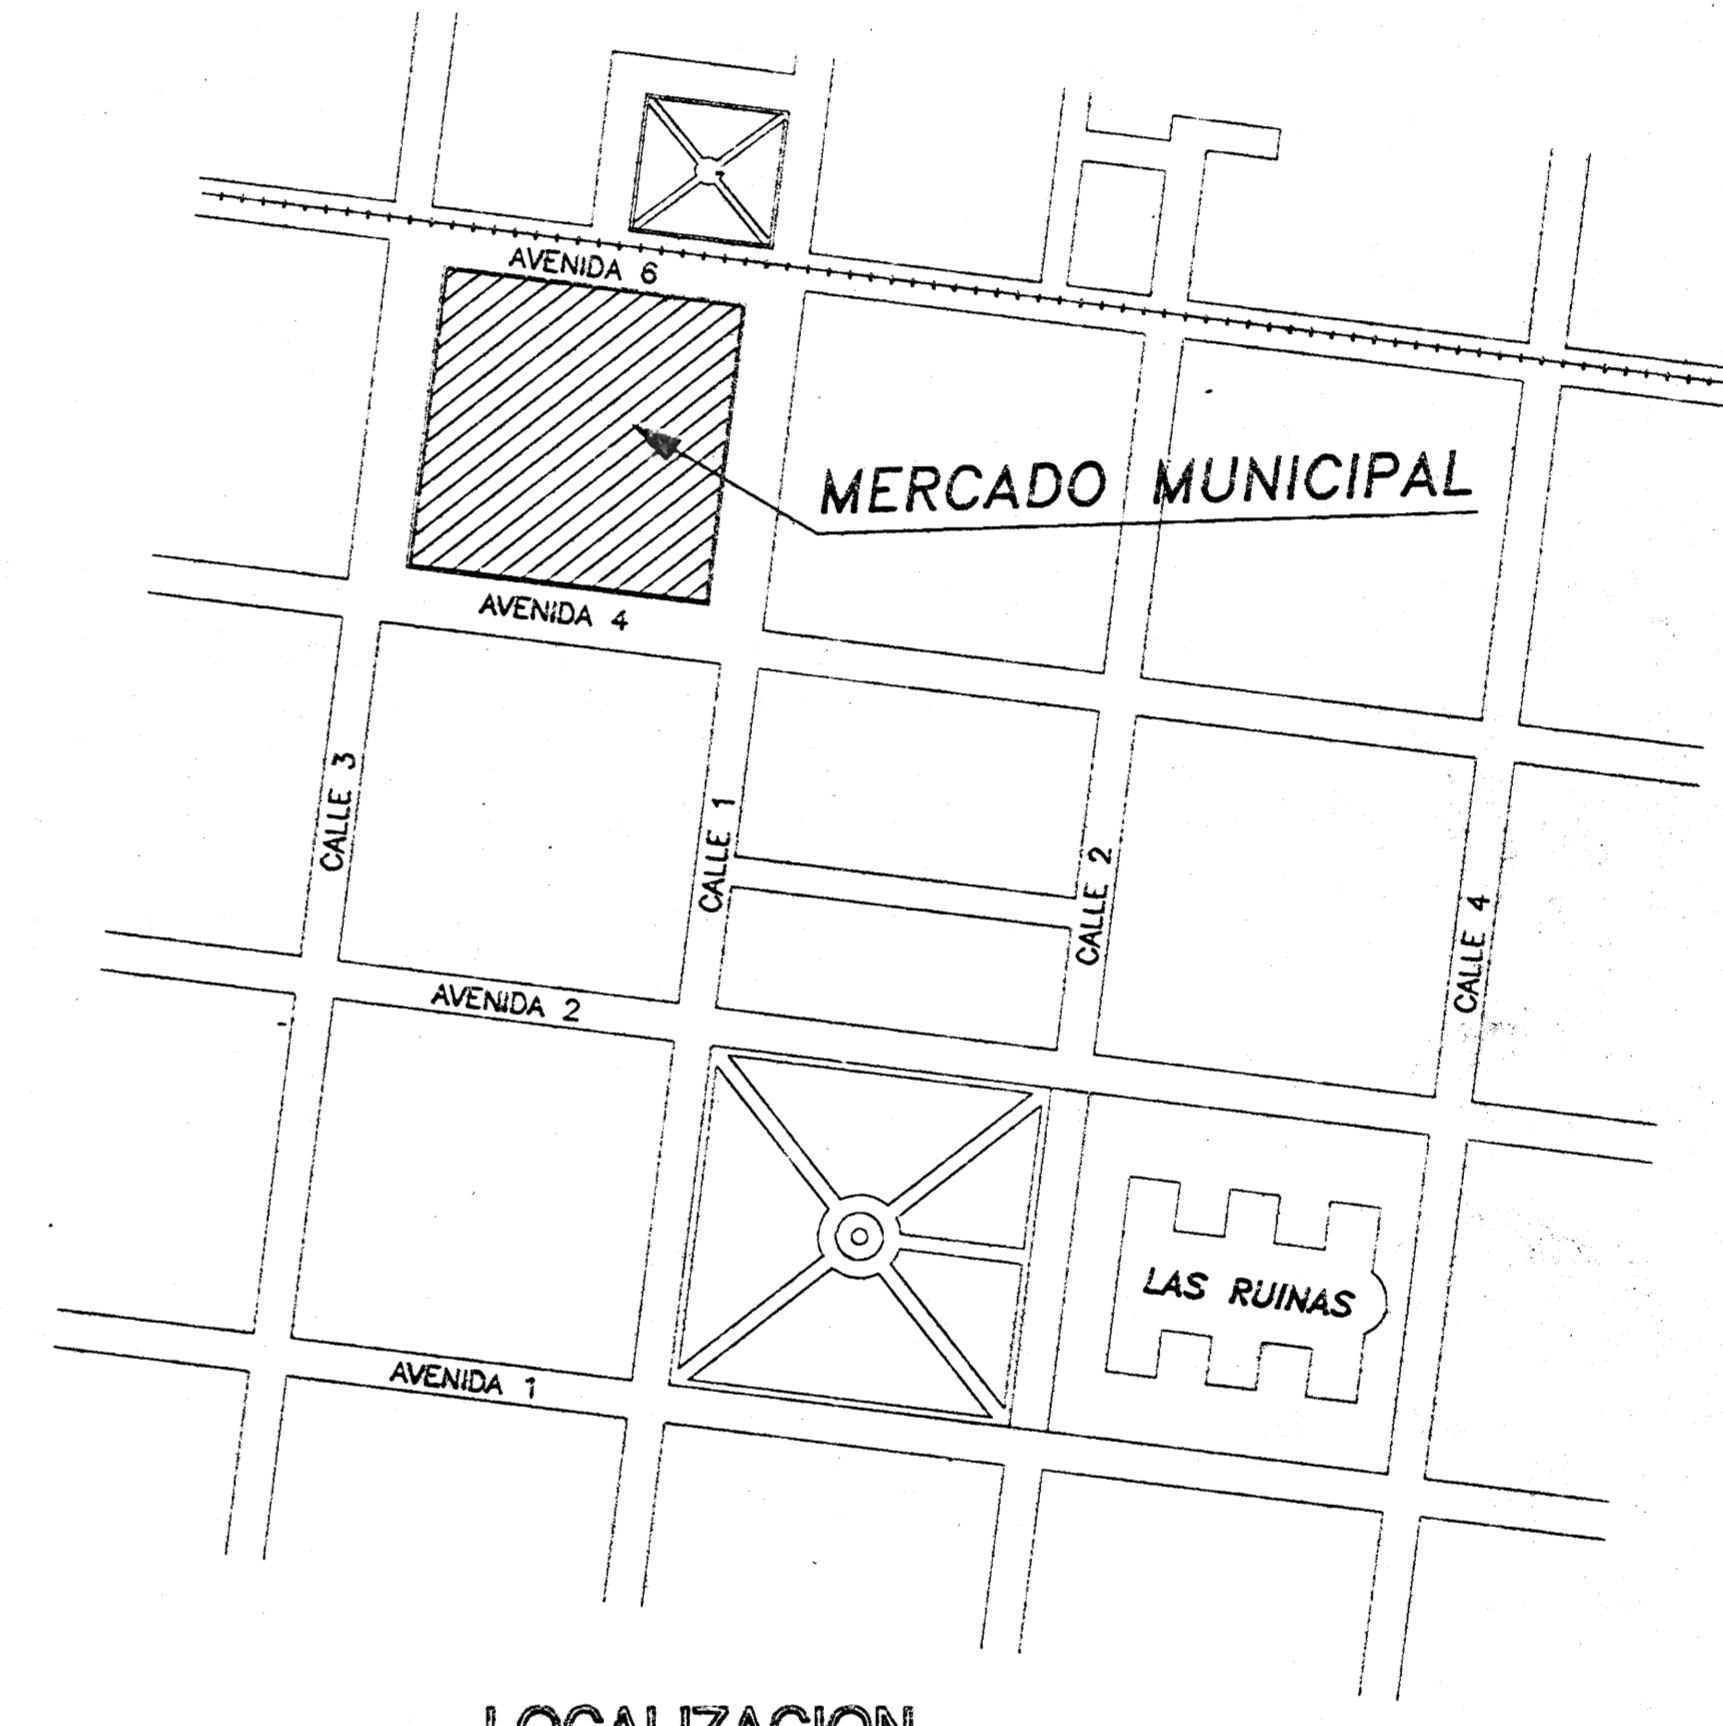 AVENIDA 6
MERCADO MUNICIPAL
AVENIDA 4
CALLE 3
CALLE 1
CALLE 2
CALLE 4
AVENIDA 2
LAS RUINAS
AVENIDA 1
LOCALIZACION